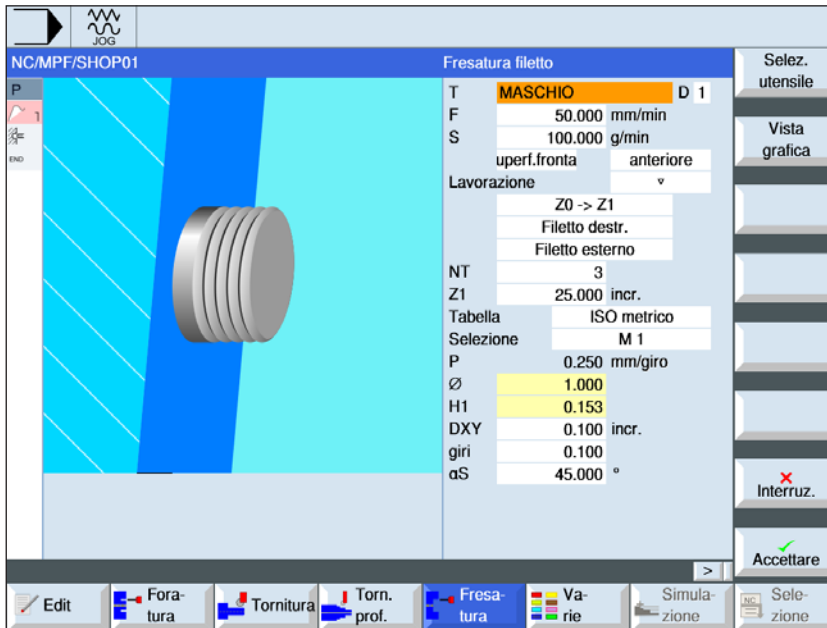 JOG
NC/MPF/SHOP01
Fresatura filetto
P
1
END
T MASCHIO D 1
F 50.000 mm/min
S 100.000 g/min
uperf.fronta anteriore
Lavorazione ▿
Z0 -> Z1
Filetto destr.
Filetto esterno
NT 3
Z1 25.000 incr.
Tabella ISO metrico
Selezione M 1
P 0.250 mm/giro
Ø 1.000
H1 0.153
DXY 0.100 incr.
giri 0.100
αS 45.000 °
>
Selez.
utensile
Vista
grafica
Interruz.
Accettare
Edit
Fora-
tura
Tornitura
Torn.
prof.
Fresa-
tura
Va-
rie
Simula-
zione
NC
Sele-
zione